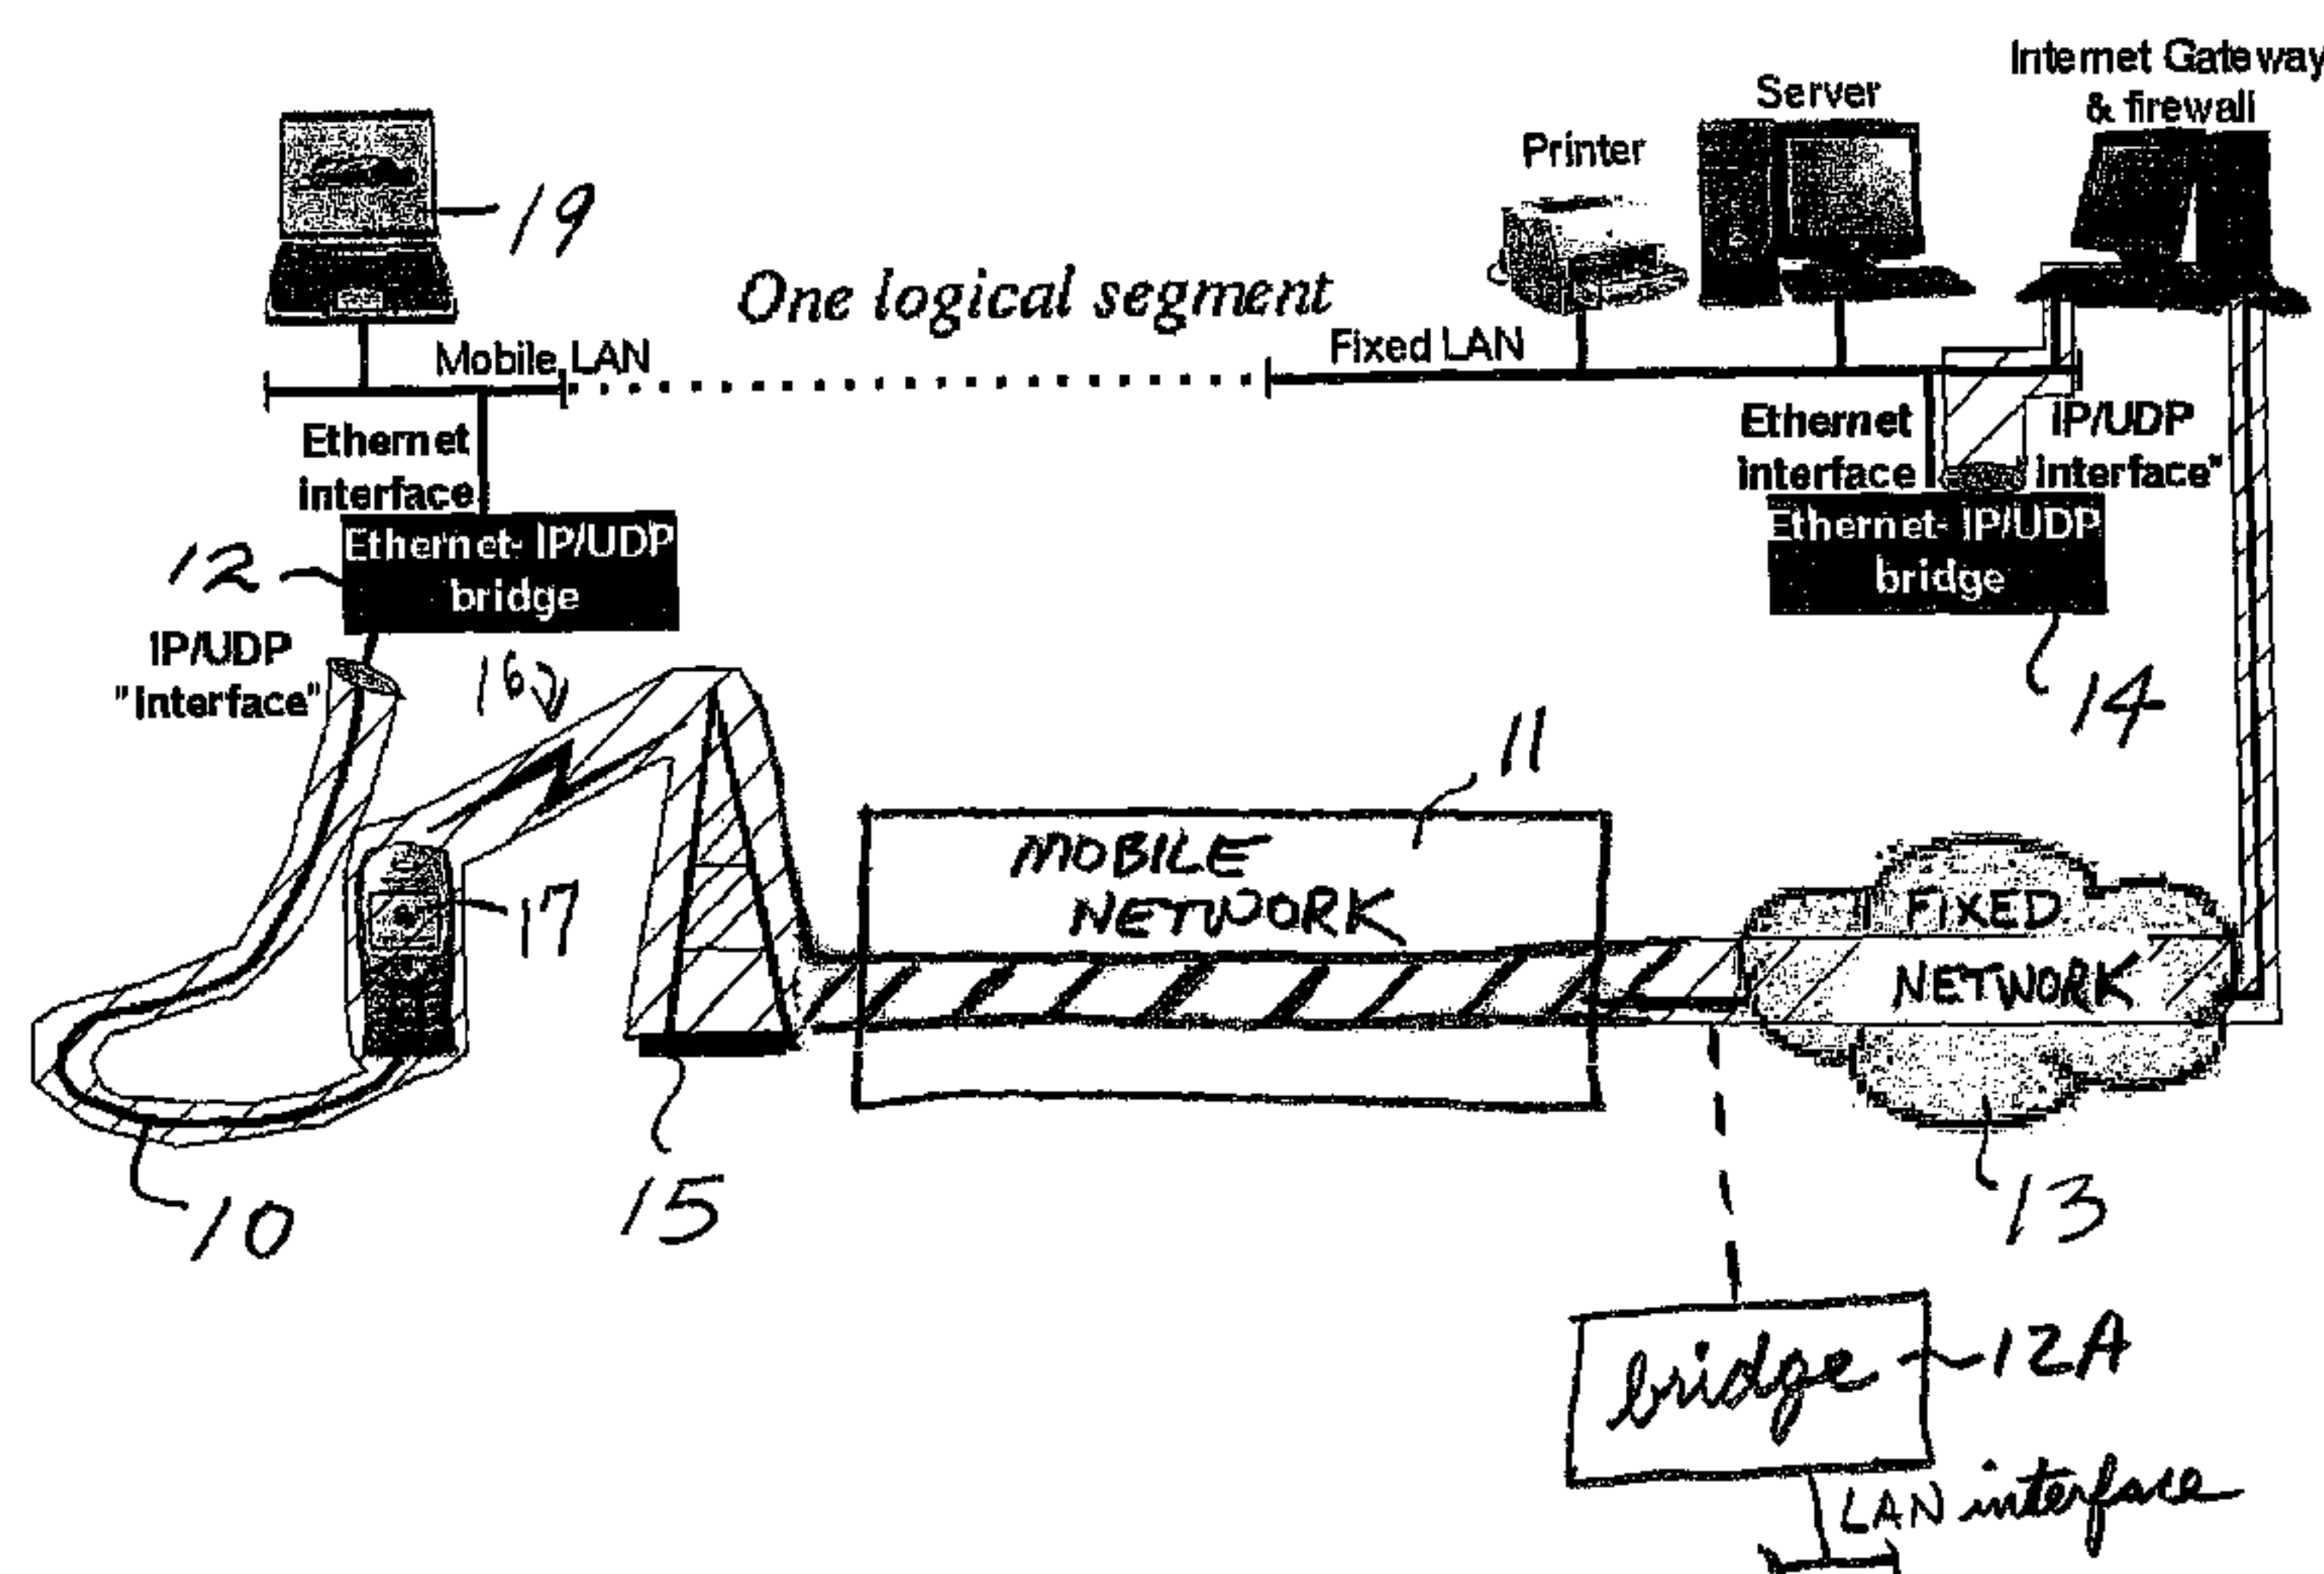 Internet Gateway
& firewall
Server
Printer
19
One logical segment
Mobile LAN
Fixed LAN
Ethernet
interface
Ethernet
interface
IP/UDP
interface"
Ethernet- IP/UDP
bridge
12
Ethernet- IP/UDP
bridge
14
IP/UDP
"Interface"
16
11
MOBILE
NETWORK
17
FIXED
NETWORK
10
15
13
bridge
12A
LAN interface